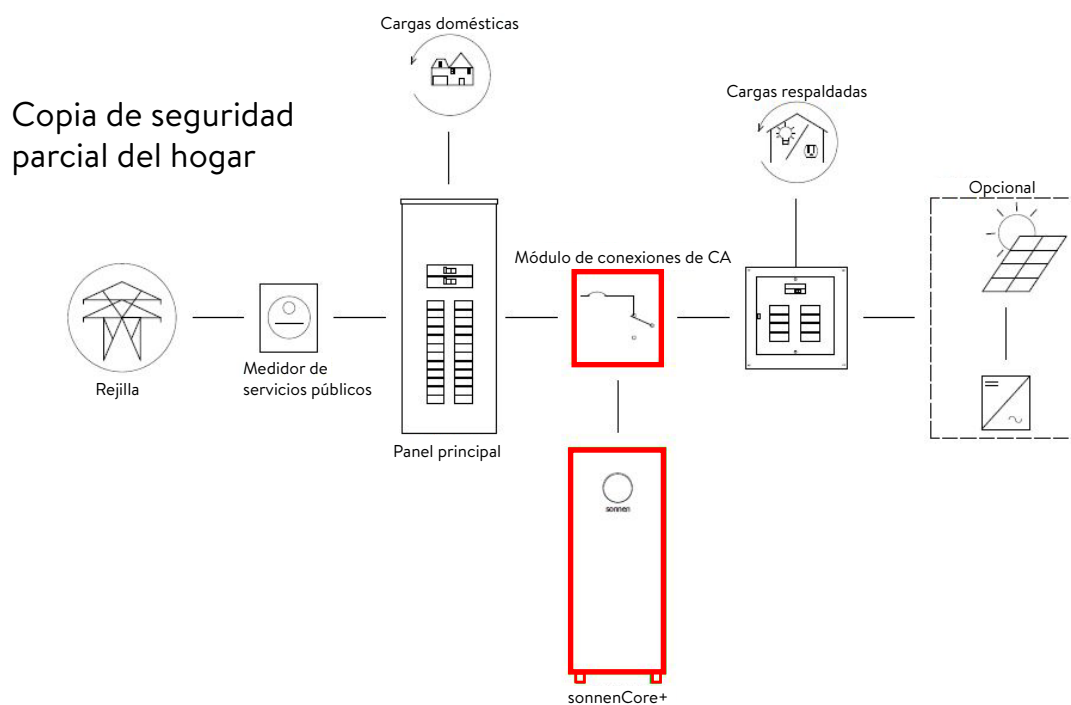 Cargas domésticas
Copia de seguridad
parcial del hogar
Cargas respaldadas
Opcional
Módulo de conexiones de CA
Rejilla
Medidor de
servicios públicos
Panel principal
sonnen
sonnenCore+